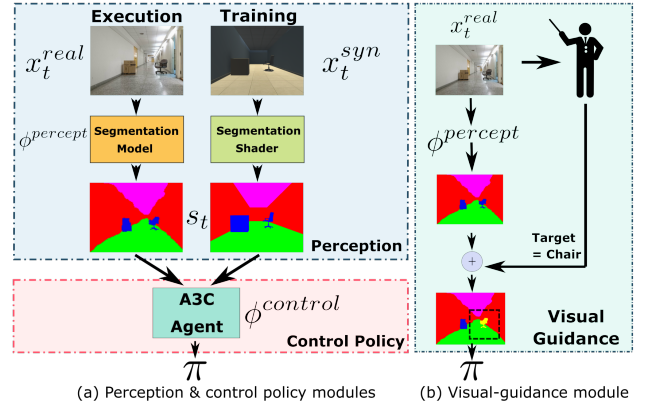 Execution
Training
x_t^{real}
x_t^{syn}
ϕ^{percept}
Segmentation
Model
Segmentation
Shader
s_t
Perception
A3C
Agent
ϕ^{control}
Control Policy
π
(a) Perception & control policy modules
x_t^{real}
ϕ^{percept}
Target
= Chair
+
Visual
Guidance
π
(b) Visual-guidance module